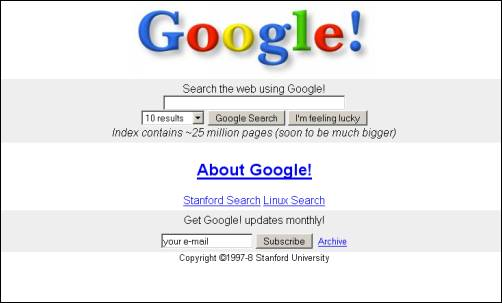 Google!
Search the web using Google!
10 results Google Search I'm feeling lucky
Index contains ~25 million pages (soon to be much bigger)
About Google!
Stanford Search Linux Search
Get Google! updates monthly!
your e-mail Subscribe Archive
Copyright ©1997-8 Stanford University